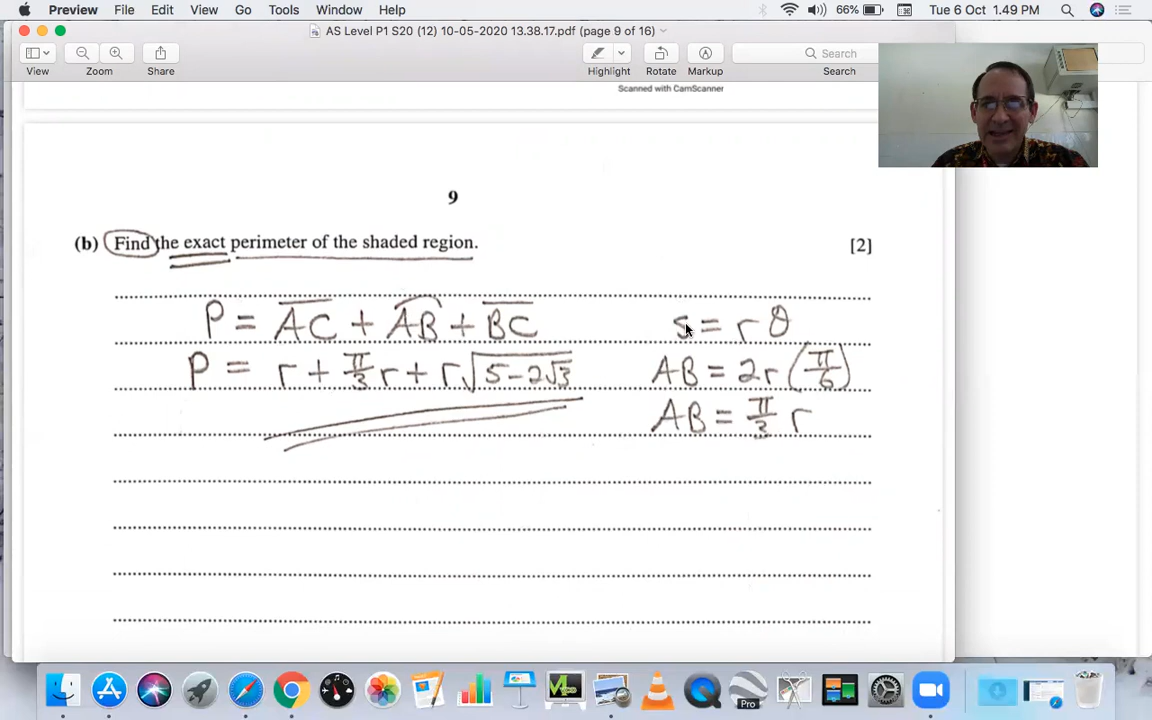 Preview File Edit View Go Tools Window Help 66% Tue 6 Oct 1.49 PM
AS Level P1 S20 (12) 10-05-2020 13.38.17.pdf (page 9 of 16)
View Zoom Share Highlight Rotate Markup Search
Search
Scanned with CamScanner
9
(b) Find the exact perimeter of the shaded region. [2]
P = A̅C̅ + A͡B + B̅C̅ s = rθ
P = r + π/3 r + r√(5-2√3) AB = 2r(π/6)
AB = π/3 r
Pro